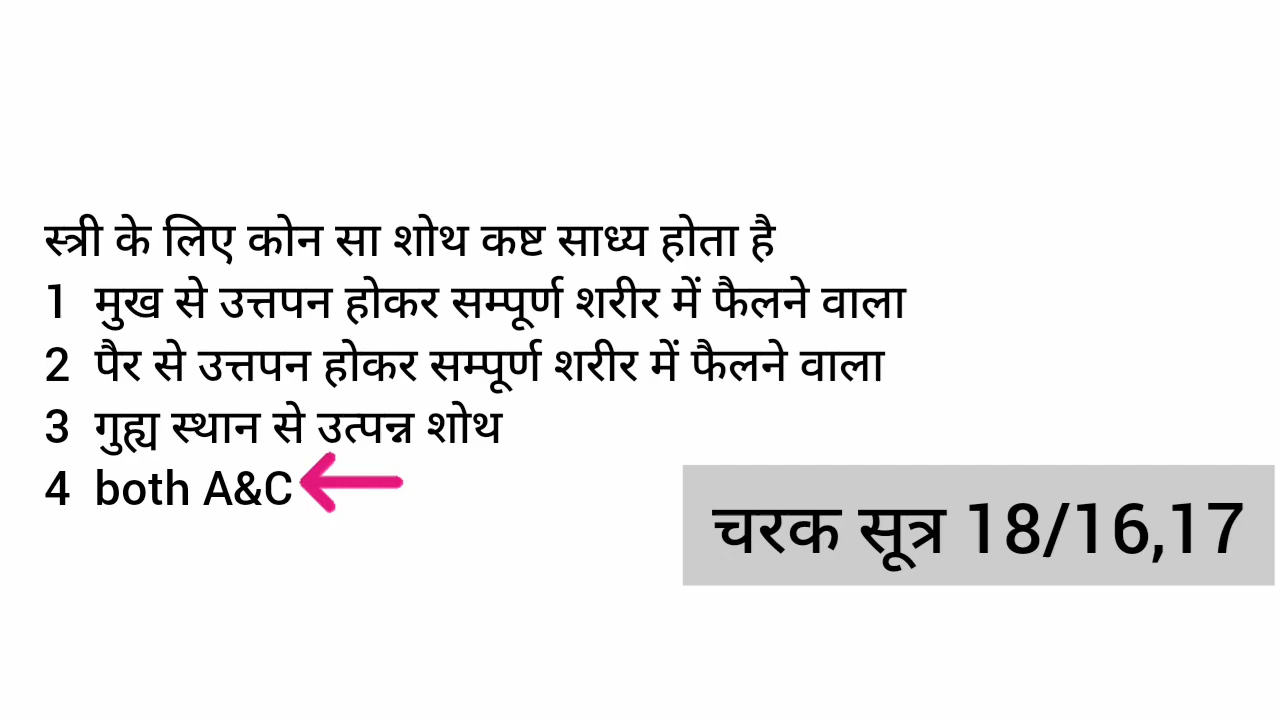 स्त्री के लिए कोन सा शोथ कष्ट साध्य होता है
1 मुख से उत्तपन होकर सम्पूर्ण शरीर में फैलने वाला
2 पैर से उत्तपन होकर सम्पूर्ण शरीर में फैलने वाला
3 गुह्य स्थान से उत्पन्न शोथ
4 both A&C
चरक सूत्र 18/16,17